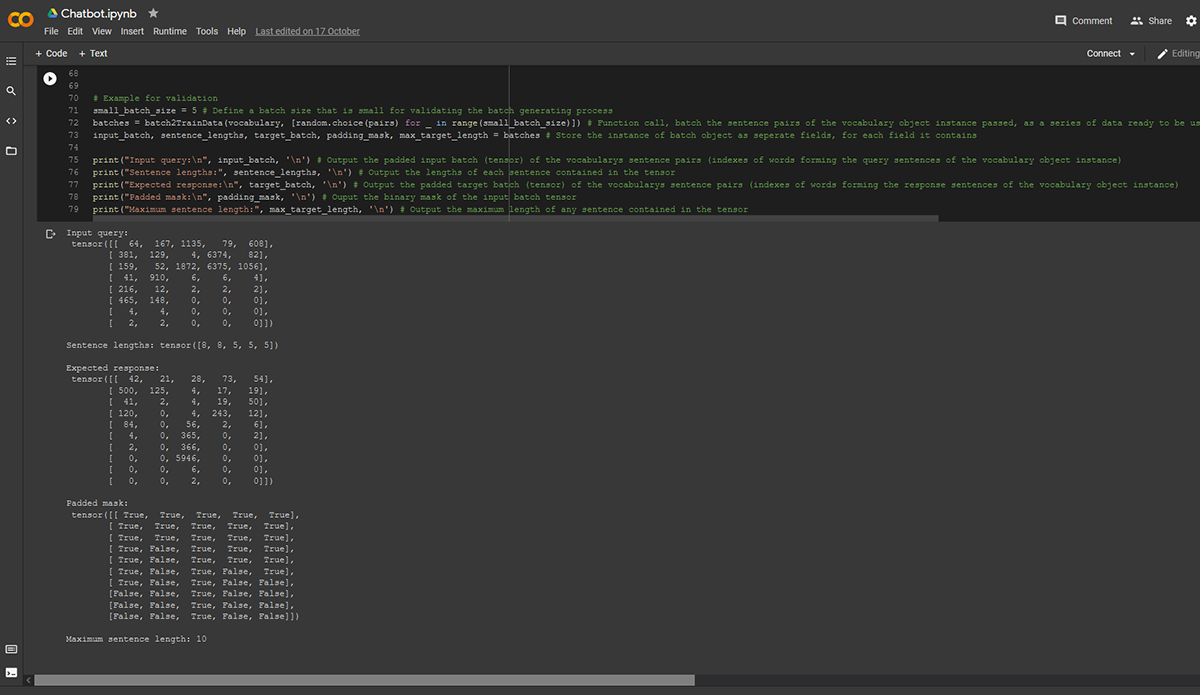 Chatbot.ipynb
File Edit View Insert Runtime Tools Help Last edited on 17 October
Comment Share
+ Code + Text
Connect Editing
68
69
70 # Example for validation
71 small_batch_size = 5 # Define a batch size that is small for validating the batch generating process
72 batches = batch2TrainData(vocabulary, [random.choice(pairs) for _ in range(small_batch_size)]) # Function call, batch the sentence pairs of the vocabulary object instance passed, as a series of data ready to be us
73 input_batch, sentence_lengths, target_batch, padding_mask, max_target_length = batches # Store the instance of batch object as seperate fields, for each field it contains
74
75 print("Input query:\n", input_batch, '\n') # Output the padded input batch (tensor) of the vocabularys sentence pairs (indexes of words forming the query sentences of the vocabulary object instance)
76 print("Sentence lengths:", sentence_lengths, '\n') # Output the lengths of each sentence contained in the tensor
77 print("Expected response:\n", target_batch, '\n') # Output the padded target batch (tensor) of the vocabularys sentence pairs (indexes of words forming the response sentences of the vocabulary object instance)
78 print("Padded mask:\n", padding_mask, '\n') # Ouput the binary mask of the input batch tensor
79 print("Maximum sentence length:", max_target_length, '\n') # Output the maximum length of any sentence contained in the tensor
Input query:
tensor([[ 64, 167, 1135, 79, 608],
[ 381, 129, 4, 6374, 82],
[ 159, 52, 1872, 6375, 1056],
[ 41, 910, 6, 6, 4],
[ 216, 12, 2, 2, 2],
[ 465, 148, 0, 0, 0],
[ 4, 4, 0, 0, 0],
[ 2, 2, 0, 0, 0]])
Sentence lengths: tensor([8, 8, 5, 5, 5])
Expected response:
tensor([[ 42, 21, 28, 73, 54],
[ 500, 125, 4, 17, 19],
[ 41, 2, 4, 19, 50],
[ 120, 0, 4, 243, 12],
[ 84, 0, 56, 2, 6],
[ 4, 0, 365, 0, 2],
[ 2, 0, 366, 0, 0],
[ 0, 0, 5946, 0, 0],
[ 0, 0, 6, 0, 0],
[ 0, 0, 2, 0, 0]])
Padded mask:
tensor([[ True, True, True, True, True],
[ True, True, True, True, True],
[ True, True, True, True, True],
[ True, False, True, True, True],
[ True, False, True, True, True],
[ True, False, True, False, True],
[ True, False, True, False, False],
[False, False, True, False, False],
[False, False, True, False, False],
[False, False, True, False, False]])
Maximum sentence length: 10